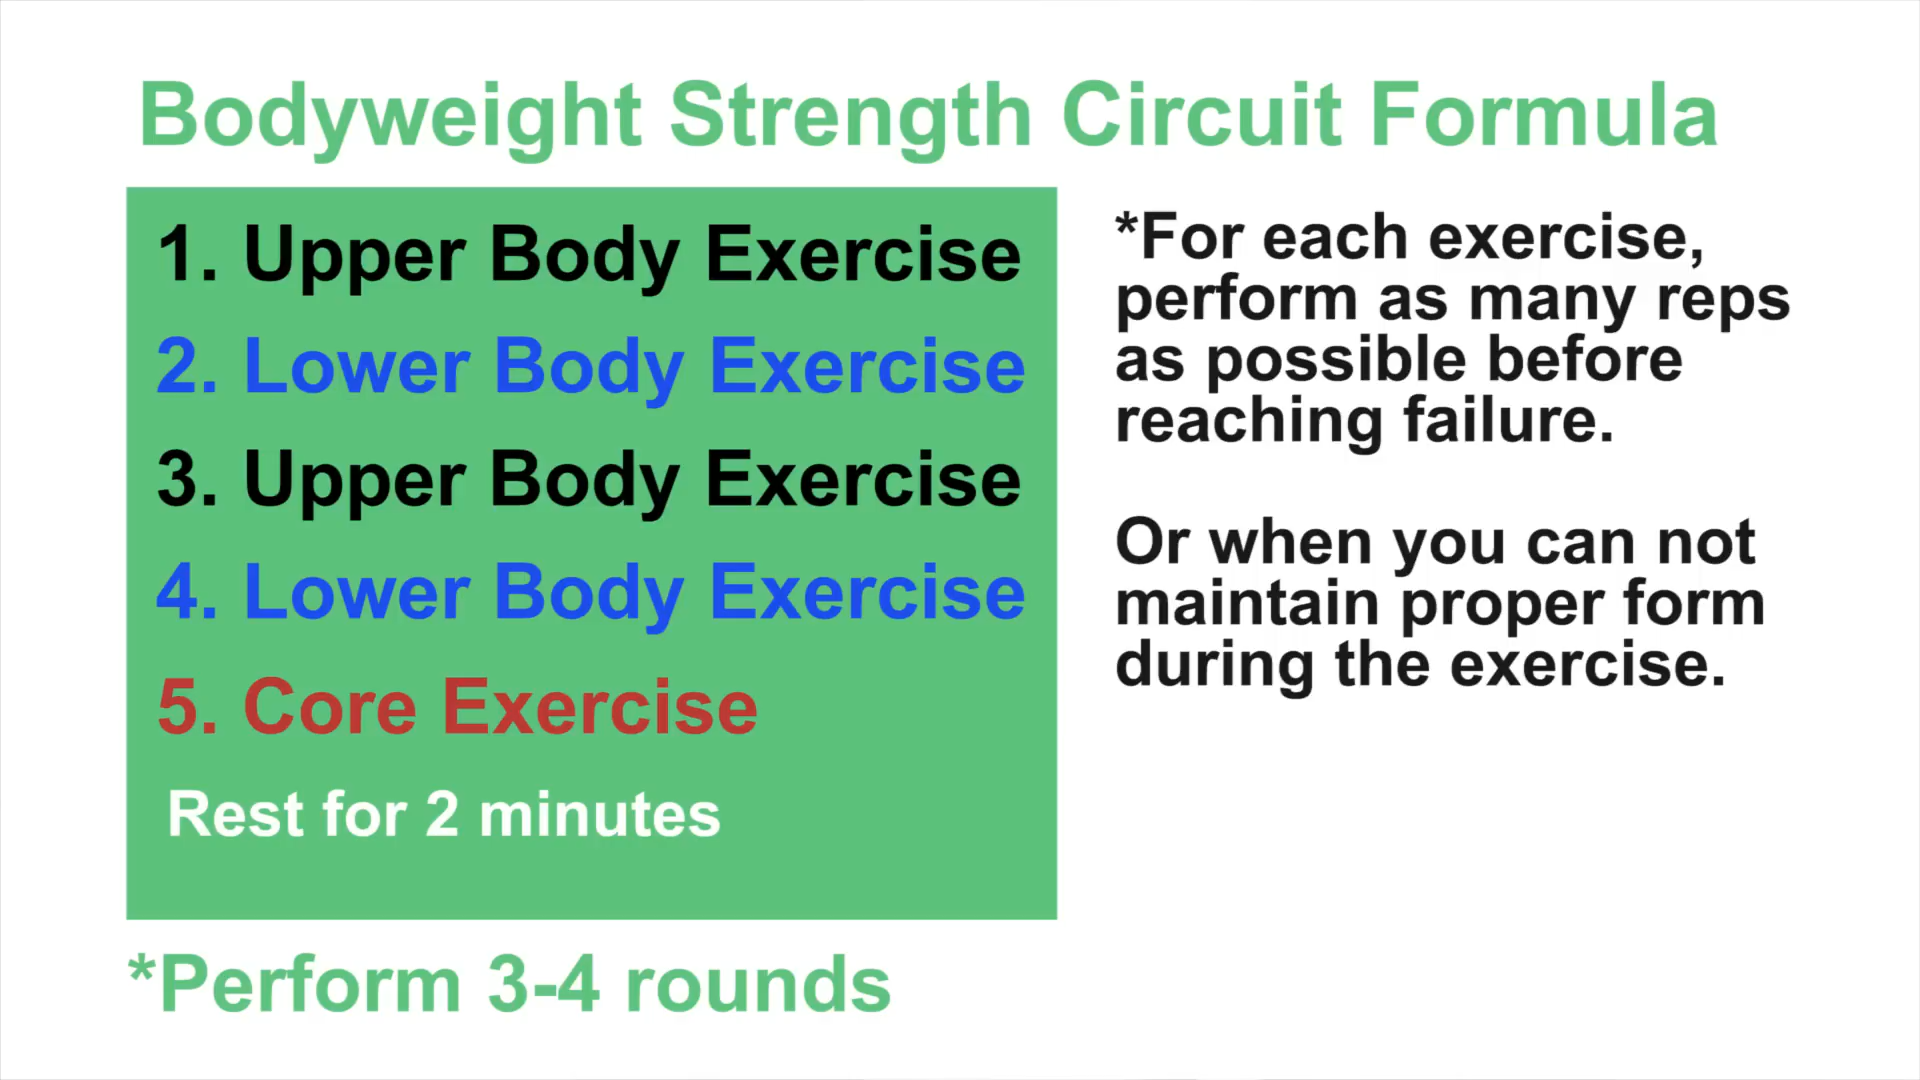 Bodyweight Strength Circuit Formula
1. Upper Body Exercise
2. Lower Body Exercise
3. Upper Body Exercise
4. Lower Body Exercise
5. Core Exercise
Rest for 2 minutes
*Perform 3-4 rounds
*For each exercise,
perform as many reps
as possible before
reaching failure.
Or when you can not
maintain proper form
during the exercise.